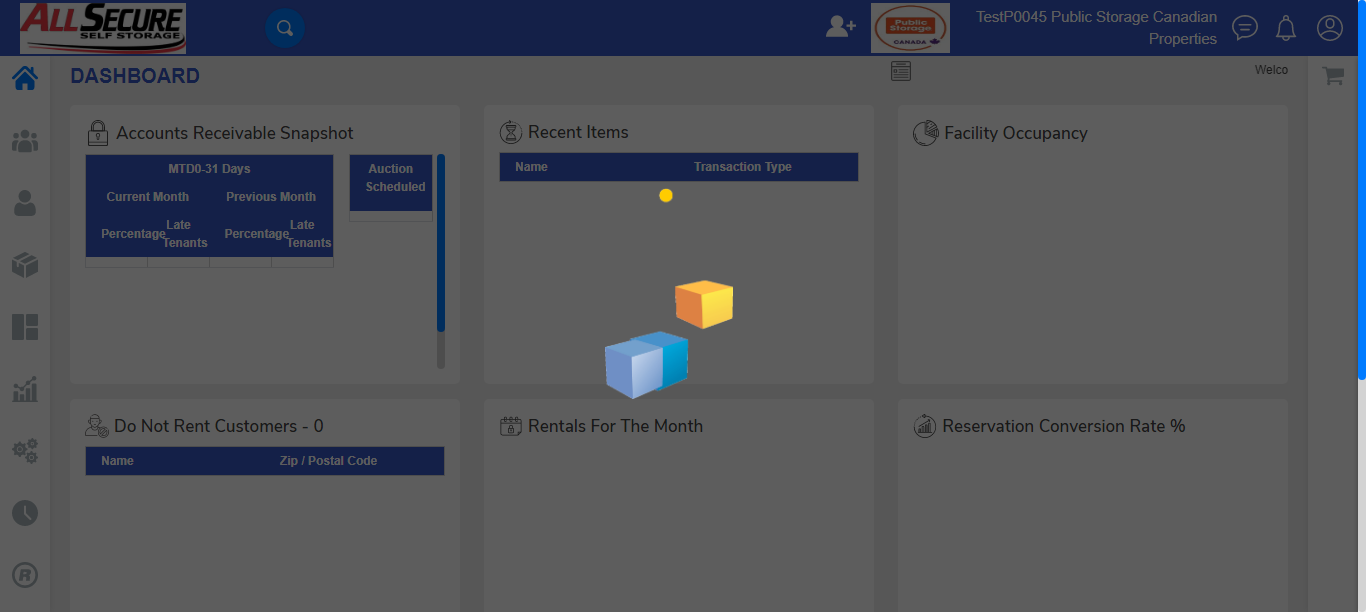 ALLSECURE
SELF STORAGE
Public
Storage
CANADA
TestP0045 Public Storage Canadian
Properties
DASHBOARD
Welco
Accounts Receivable Snapshot
MTD0-31 Days
Current Month
Previous Month
Percentage
Late
Tenants
Percentage
Late
Tenants
Auction
Scheduled
Recent Items
Name
Transaction Type
Facility Occupancy
Do Not Rent Customers - 0
Name
Zip / Postal Code
Rentals For The Month
Reservation Conversion Rate %
R